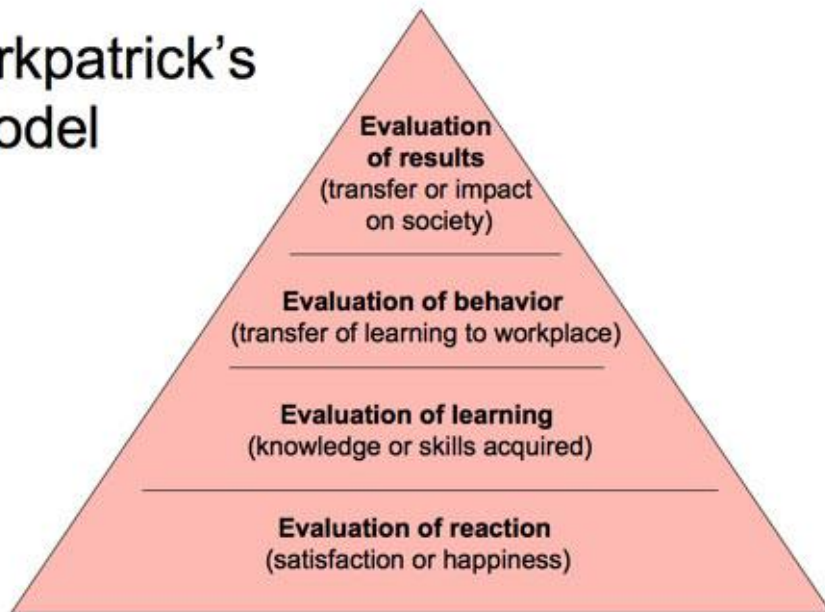 rkpatrick's
odel
Evaluation
of results
(transfer or impact
on society)
Evaluation of behavior
(transfer of learning to workplace)
Evaluation of learning
(knowledge or skills acquired)
Evaluation of reaction
(satisfaction or happiness)